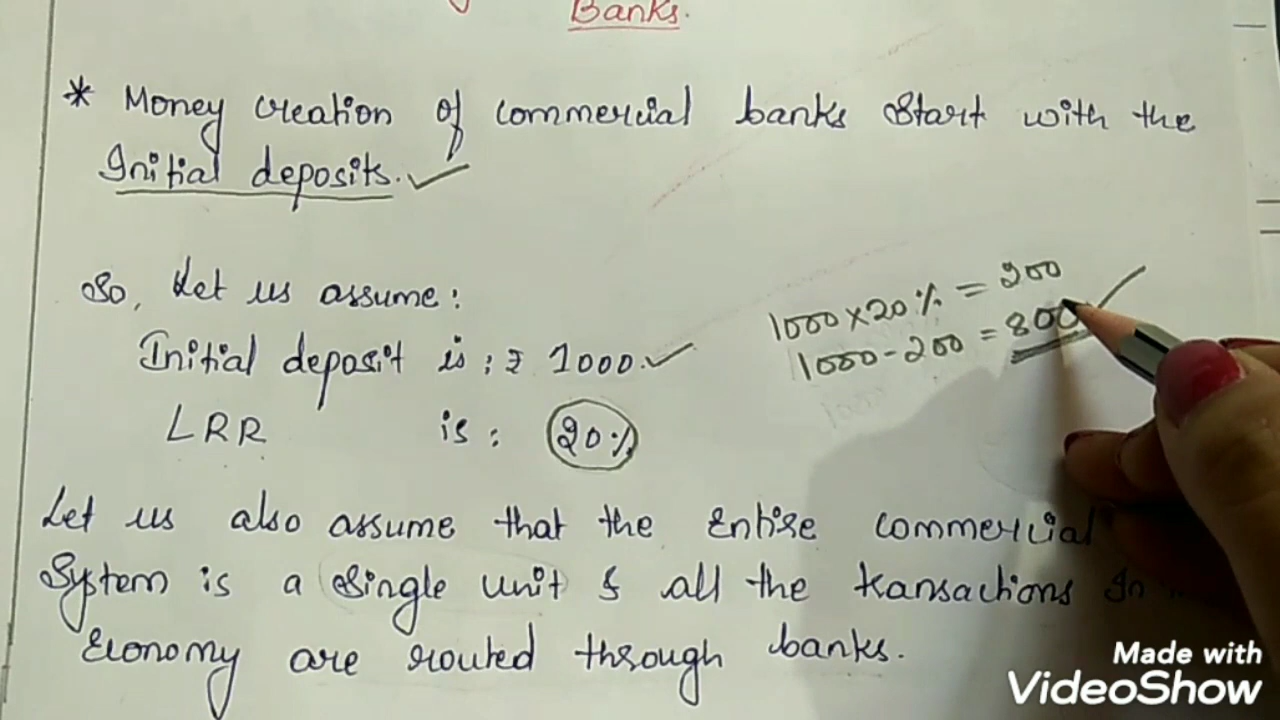 Banks.
* Money creation of commercial banks start with the
Initial deposits.
So, Let us assume:
Initial deposit is : ₹ 1000.
LRR is : 20%
1000 × 20% = 200
1000 - 200 = 800
Let us also assume that the Entire commercial
System is a single unit & all the transactions In
Economy are routed through banks.
Made with
VideoShow